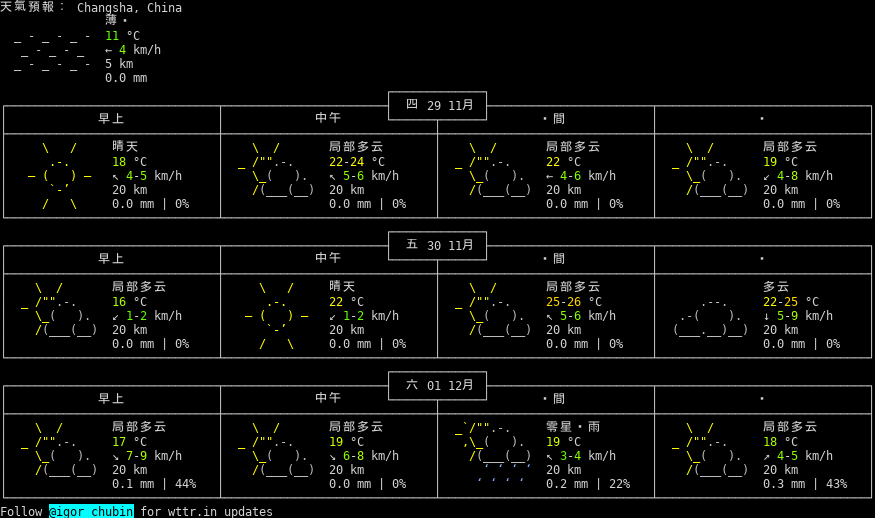 天氣預報： Changsha, China
薄・
11 °C
← 4 km/h
5 km
0.0 mm
四 29 11月
早上 中午 ・間 ・
晴天 局部多云 局部多云 局部多云
18 °C 22-24 °C 22 °C 19 °C
↖ 4-5 km/h ↖ 5-6 km/h ← 4-6 km/h ↙ 4-8 km/h
20 km 20 km 20 km 20 km
0.0 mm | 0% 0.0 mm | 0% 0.0 mm | 0% 0.0 mm | 0%
五 30 11月
早上 中午 ・間 ・
局部多云 晴天 局部多云 多云
16 °C 22 °C 25-26 °C 22-25 °C
↙ 1-2 km/h ↙ 1-2 km/h ↖ 5-6 km/h ↓ 5-9 km/h
20 km 20 km 20 km 20 km
0.0 mm | 0% 0.0 mm | 0% 0.0 mm | 0% 0.0 mm | 0%
六 01 12月
早上 中午 ・間 ・
局部多云 局部多云 零星・雨 局部多云
17 °C 19 °C 19 °C 18 °C
↘ 7-9 km/h ↘ 6-8 km/h ↖ 3-4 km/h ↗ 4-5 km/h
20 km 20 km 20 km 20 km
0.1 mm | 44% 0.0 mm | 0% 0.2 mm | 22% 0.3 mm | 43%
Follow @igor_chubin for wttr.in updates